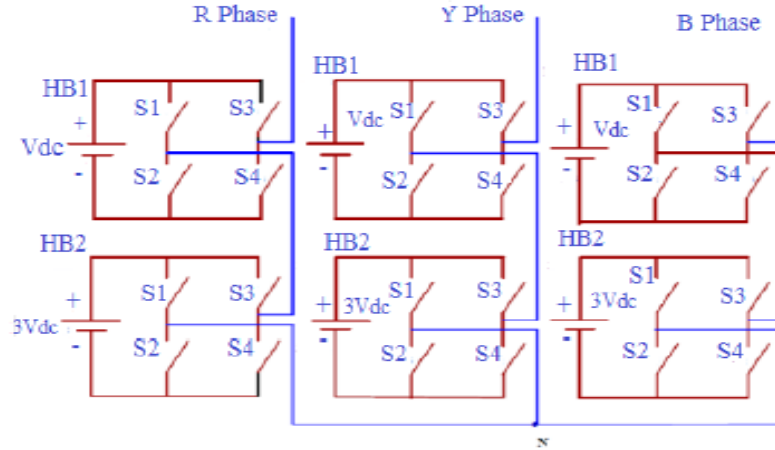 R Phase
Y Phase
B Phase
HB1
S1
S3
+
Vdc
-
S2
S4
HB1
S1
S3
+
Vdc
-
S2
S4
HB1
S1
S3
+
Vdc
-
S2
S4
HB2
S1
S3
+
3Vdc
-
S2
S4
HB2
S1
S3
+
3Vdc
-
S2
S4
HB2
S1
S3
+
3Vdc
-
S2
S4
N